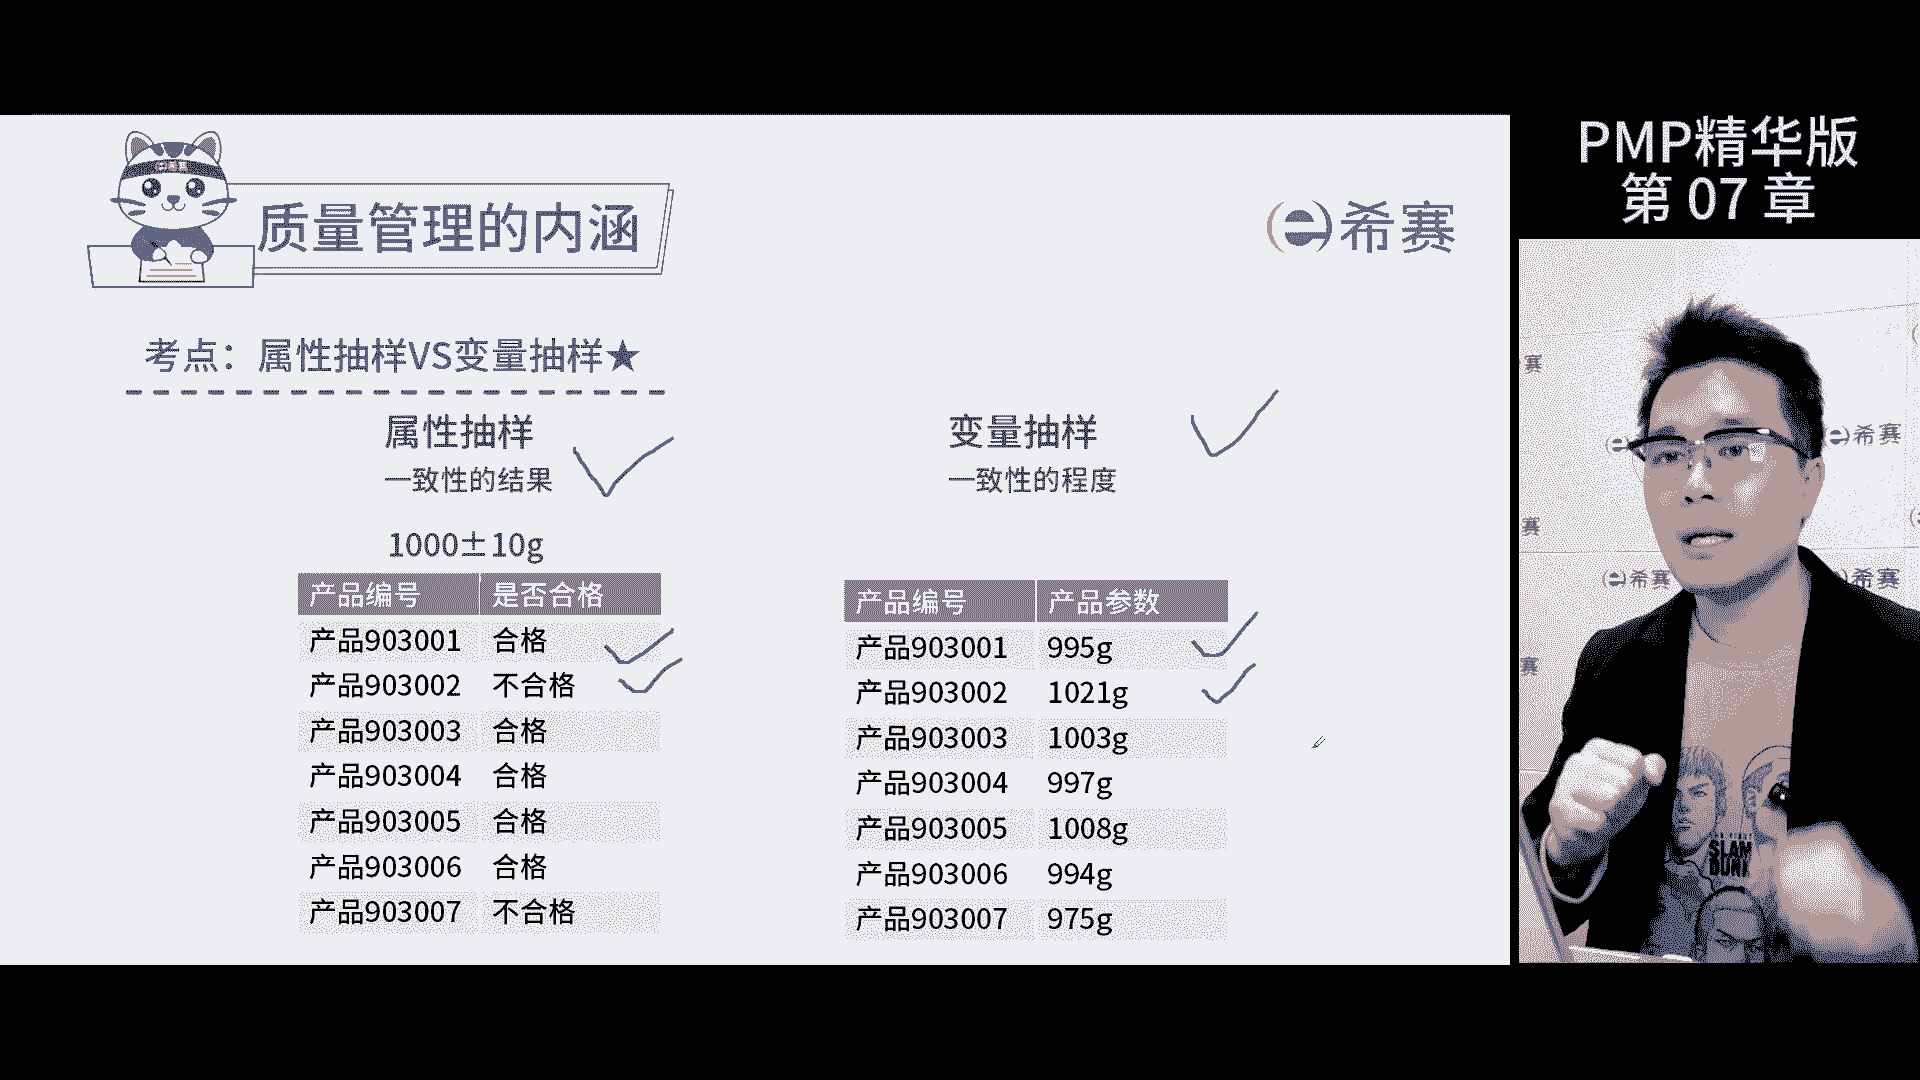 PMP精华版
第 07 章
质量管理的内涵
希赛
考点：属性抽样VS变量抽样★
属性抽样
一致性的结果
1000±10g
产品编号 是否合格
产品903001 合格
产品903002 不合格
产品903003 合格
产品903004 合格
产品903005 合格
产品903006 合格
产品903007 不合格
变量抽样
一致性的程度
产品编号 产品参数
产品903001 995g
产品903002 1021g
产品903003 1003g
产品903004 997g
产品903005 1008g
产品903006 994g
产品903007 975g
赛
希赛
赛
希赛
希赛
赛
SLAM
DUNK